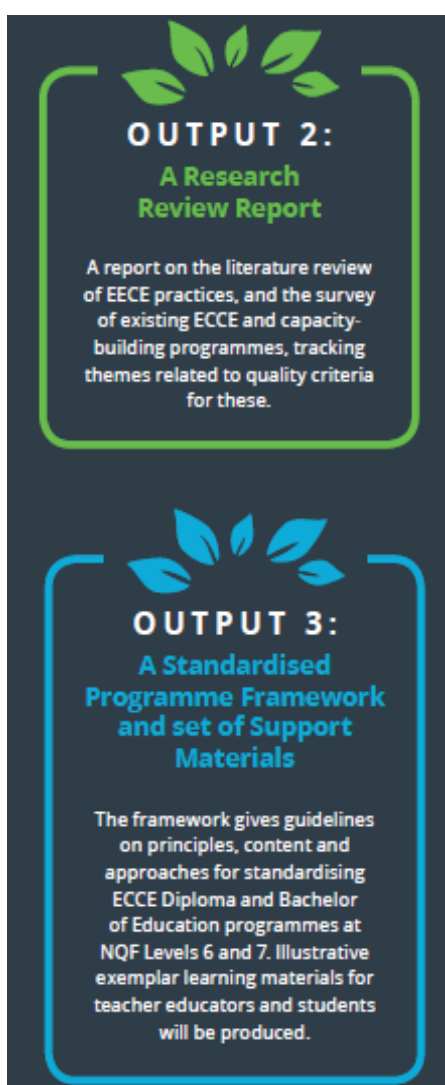 OUTPUT 2:
A Research
Review Report
A report on the literature review
of EECE practices, and the survey
of existing ECCE and capacity-
building programmes, tracking
themes related to quality criteria
for these.
OUTPUT 3:
A Standardised
Programme Framework
and set of Support
Materials
The framework gives guidelines
on principles, content and
approaches for standardising
ECCE Diploma and Bachelor
of Education programmes at
NQF Levels 6 and 7. Illustrative
exemplar learning materials for
teacher educators and students
will be produced.